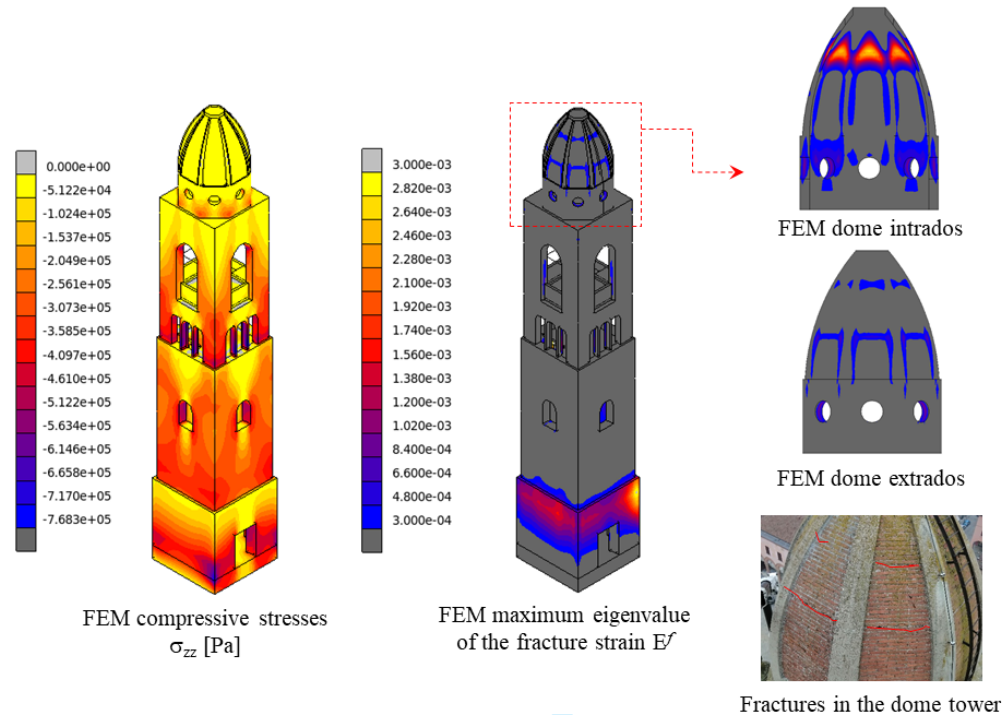 0.000e+00
-5.122e+04
-1.024e+05
-1.537e+05
-2.049e+05
-2.561e+05
-3.073e+05
-3.585e+05
-4.097e+05
-4.610e+05
-5.122e+05
-5.634e+05
-6.146e+05
-6.658e+05
-7.170e+05
-7.683e+05
FEM compressive stresses
σzz [Pa]
3.000e-03
2.820e-03
2.640e-03
2.460e-03
2.280e-03
2.100e-03
1.920e-03
1.740e-03
1.560e-03
1.380e-03
1.200e-03
1.020e-03
8.400e-04
6.600e-04
4.800e-04
3.000e-04
FEM maximum eigenvalue
of the fracture strain Ef
FEM dome intrados
FEM dome extrados
Fractures in the dome tower